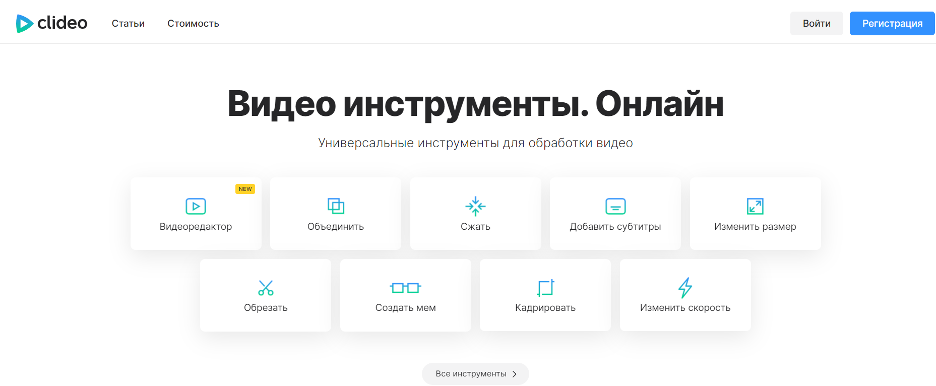 clideo Статьи Стоимость Войти Регистрация
Видео инструменты. Онлайн
Универсальные инструменты для обработки видео
NEW
Видеоредактор Объединить Сжать Добавить субтитры Изменить размер
Обрезать Создать мем Кадрировать Изменить скорость
Все инструменты